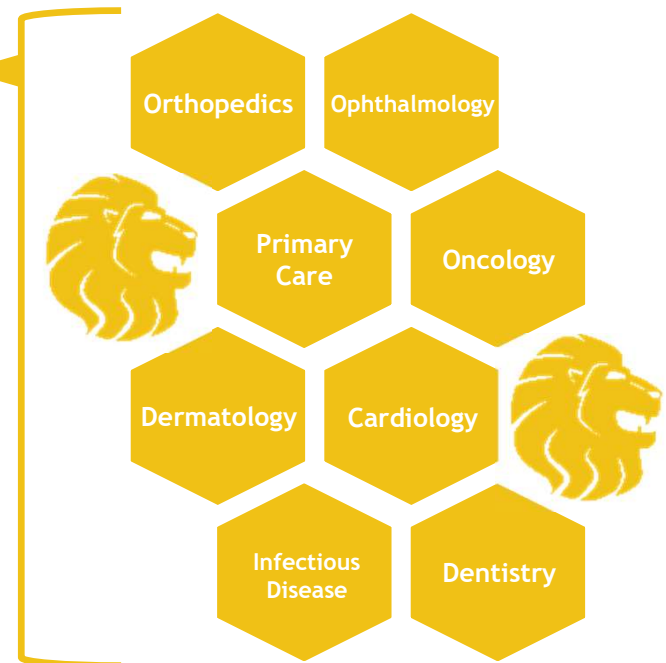 Orthopedics
Ophthalmology
Primary
Care
Oncology
Dermatology
Cardiology
Infectious
Disease
Dentistry